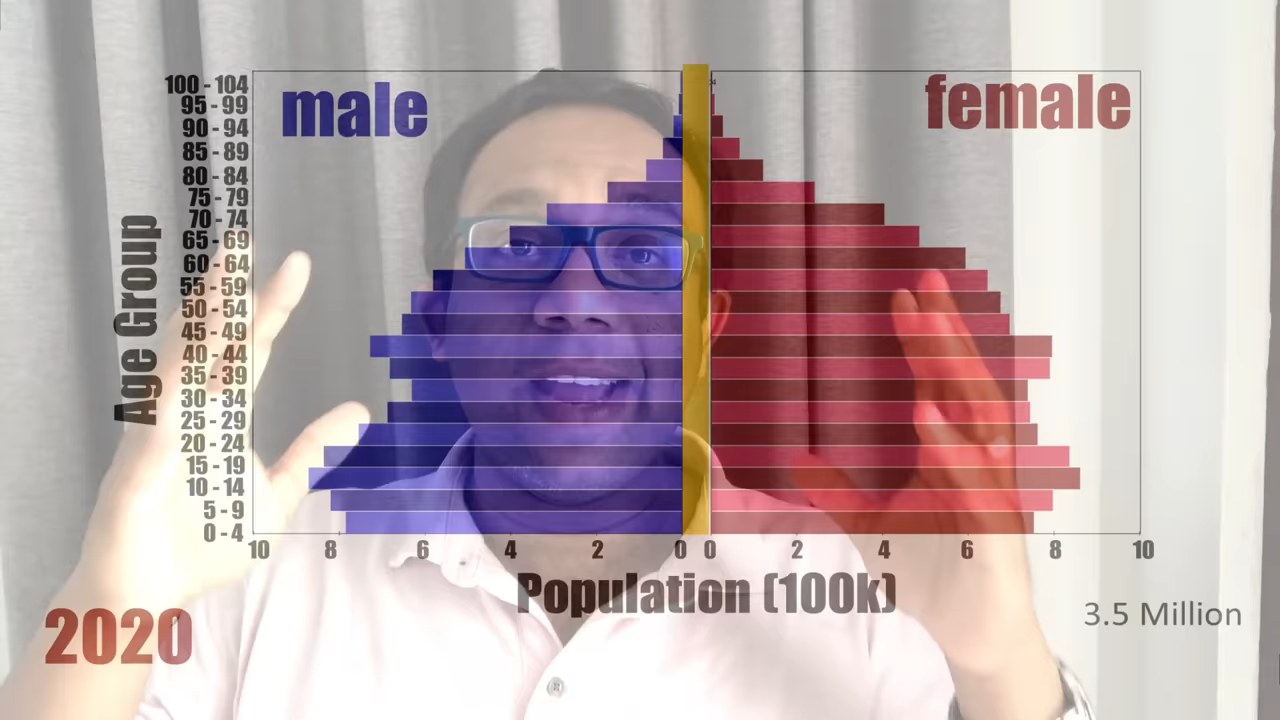 male
female
100 - 104
95 - 99
90 - 94
85 - 89
80 - 84
75 - 79
70 - 74
65 - 69
60 - 64
55 - 59
50 - 54
45 - 49
40 - 44
35 - 39
30 - 34
25 - 29
20 - 24
15 - 19
10 - 14
5 - 9
0 - 4
Age Group
10 8 6 4 2 0 0 2 4 6 8 10
Population (100k)
2020
3.5 Million